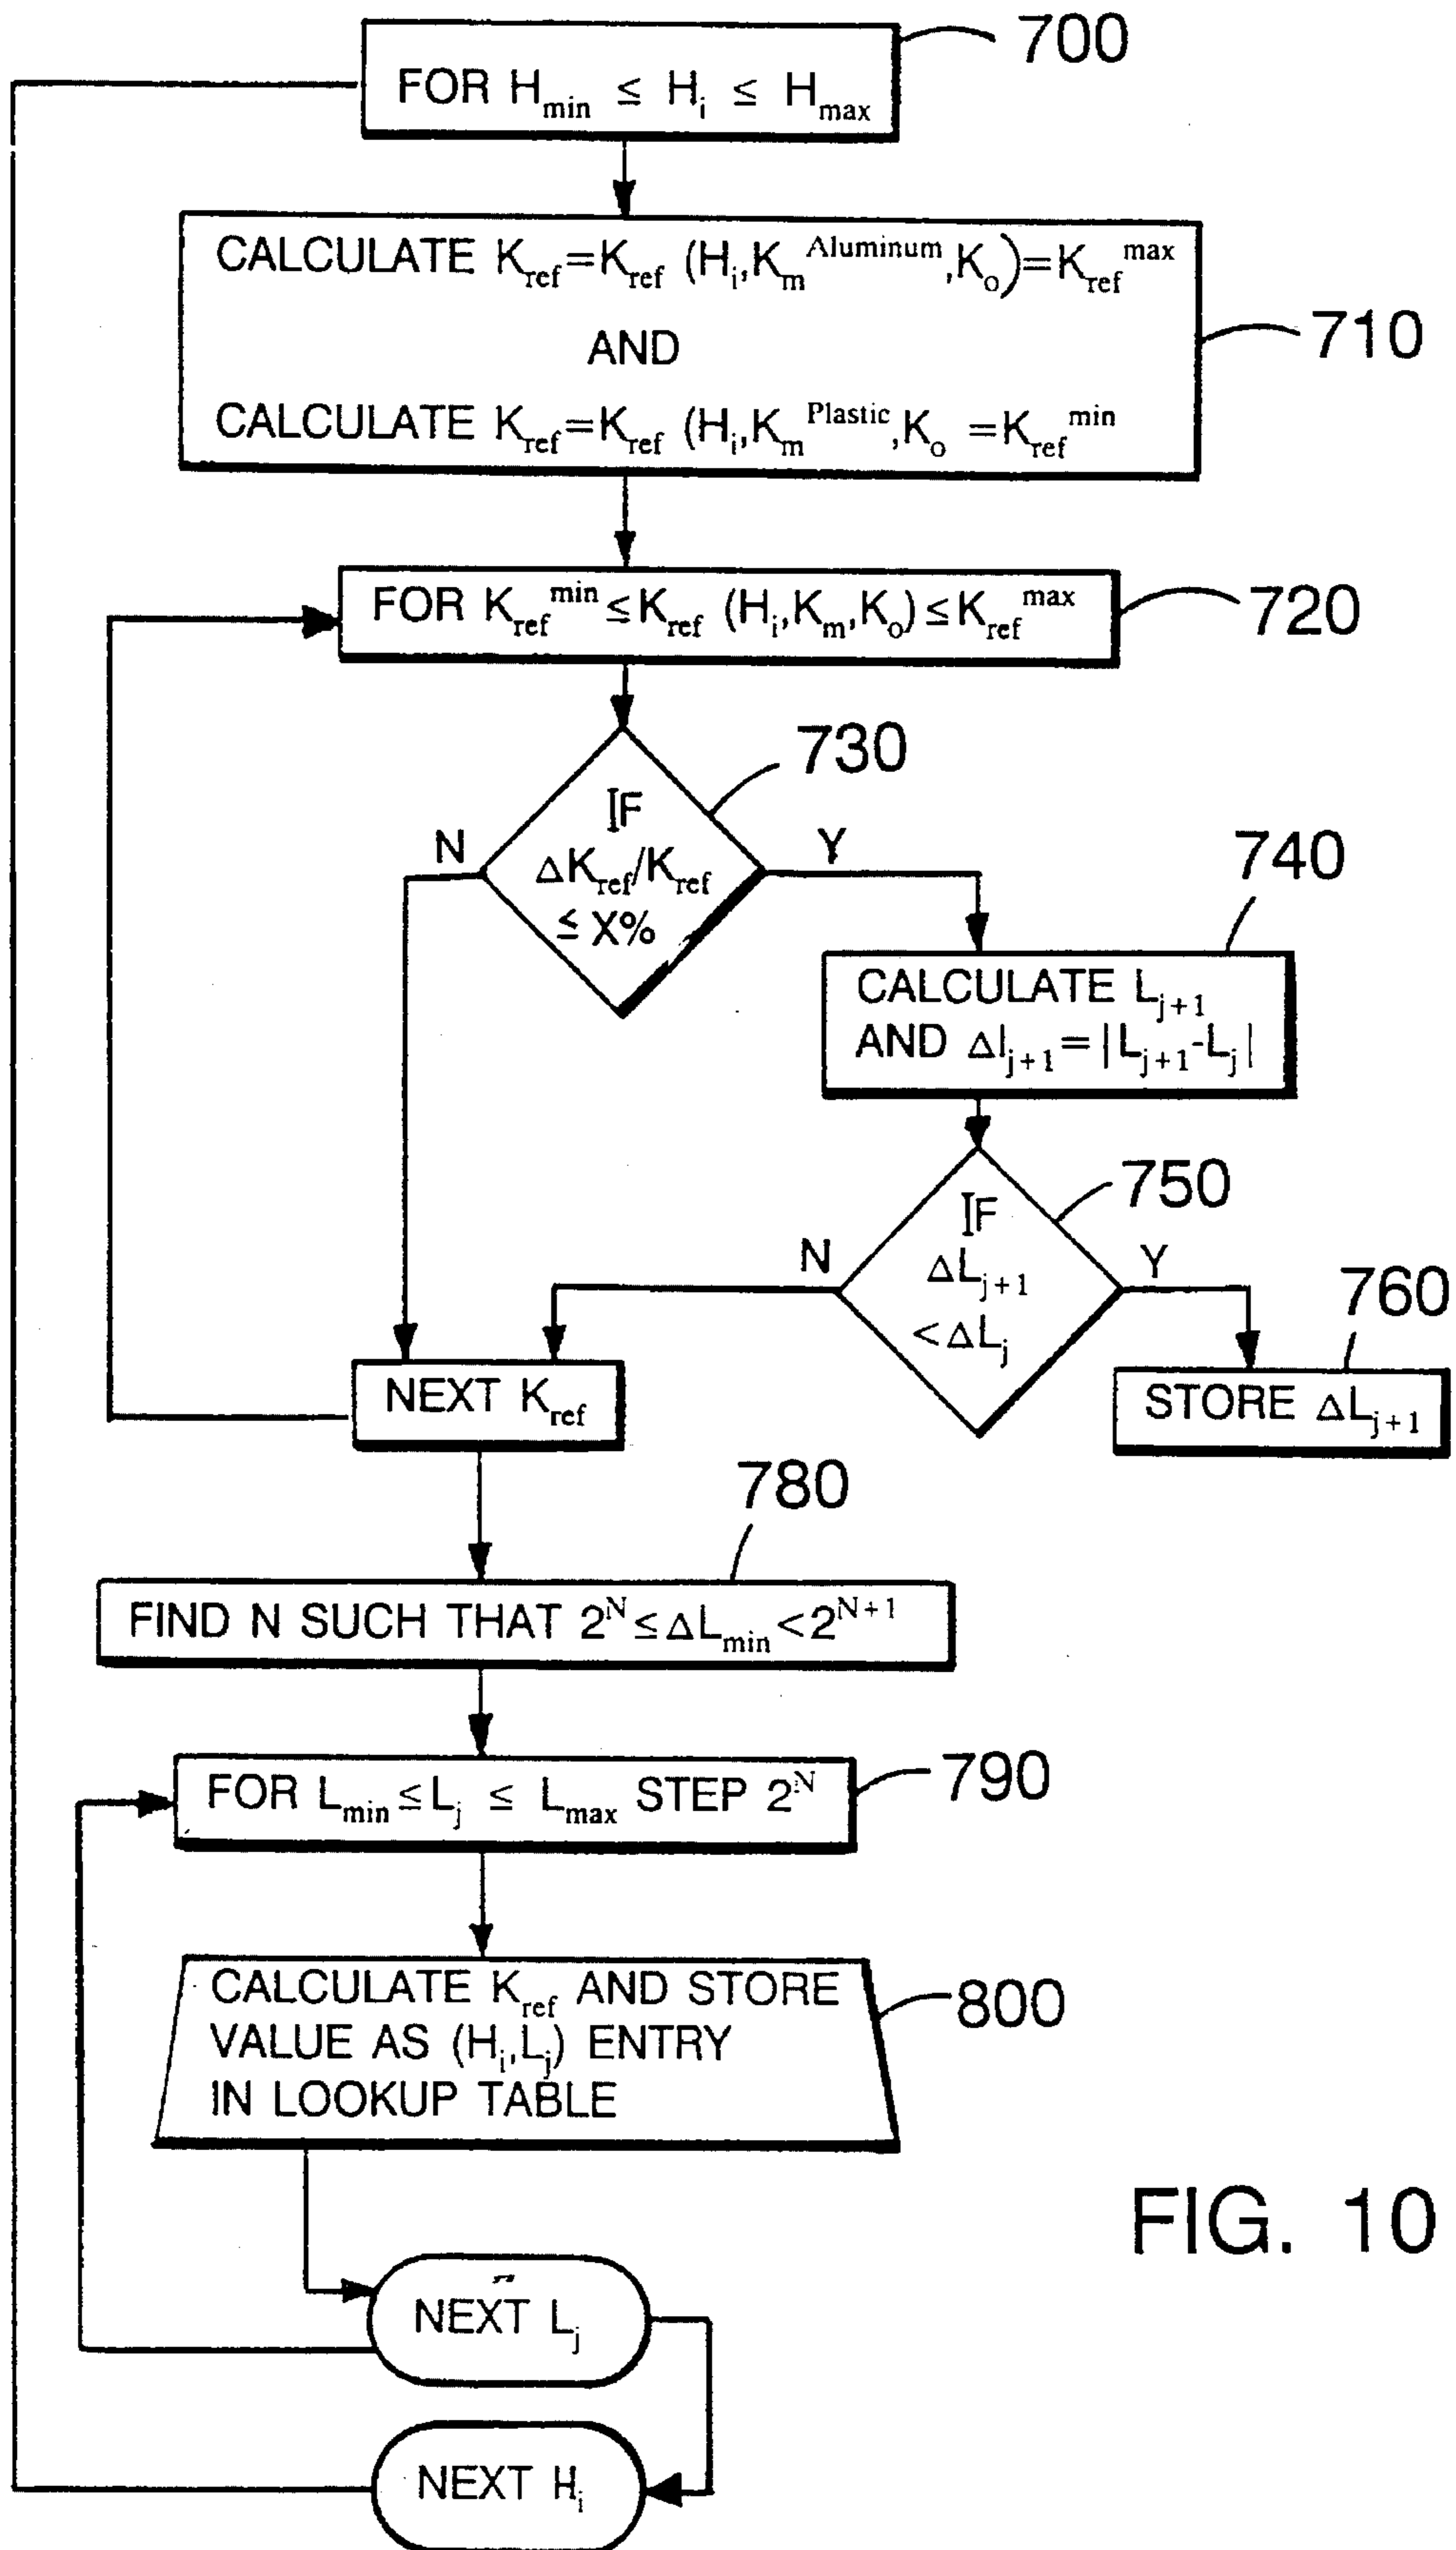 700
FOR Hmin ≤ Hi ≤ Hmax
CALCULATE Kref=Kref (Hi,Km^Aluminum,Ko)=Kref^max
AND
710
CALCULATE Kref=Kref (Hi,Km^Plastic,Ko =Kref^min
FOR Kref^min≤Kref (Hi,Km,Ko)≤Kref^max
720
730
IF
ΔKref/Kref
≤ X%
N
Y
740
CALCULATE Lj+1
AND Δlj+1=|Lj+1-Lj|
750
IF
ΔLj+1
<ΔLj
N
Y
760
NEXT Kref
STORE ΔLj+1
780
FIND N SUCH THAT 2^N≤ΔLmin<2^N+1
FOR Lmin≤Lj ≤ Lmax STEP 2^N
790
CALCULATE Kref AND STORE
VALUE AS (Hi,Lj) ENTRY
IN LOOKUP TABLE
800
NEXT Lj
NEXT Hi
FIG. 10